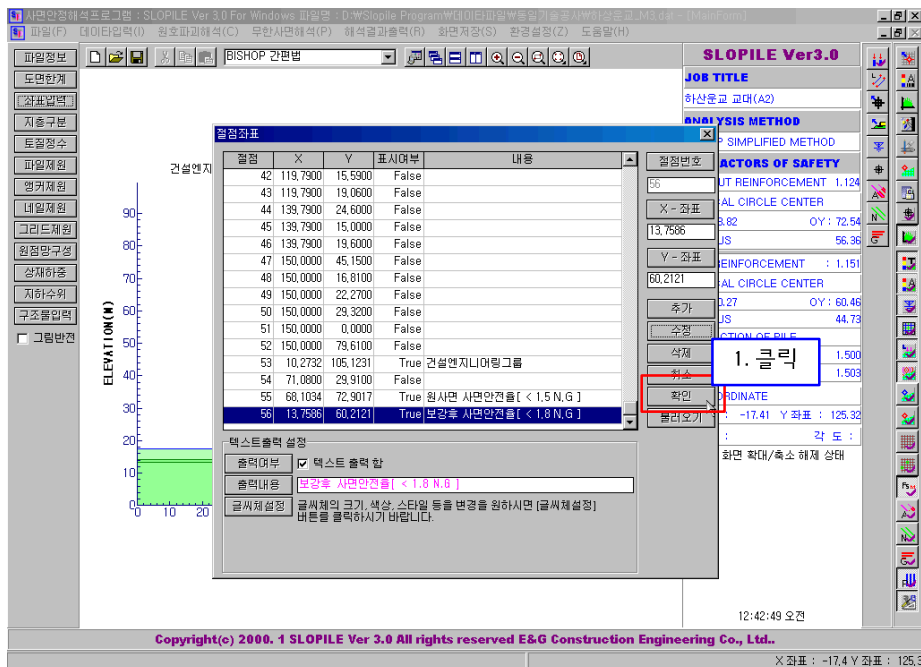 사면안정해석프로그램 : SLOPILE Ver 3.0 For Windows 파일명 : D:₩Slopile Program₩데이타파일₩동일기술공사₩하산운교_M3.dat - [MainForm]
파일(F) 데이타입력(I) 원호파괴해석(C) 무한사면해석(P) 해석결과출력(R) 화면저장(S) 환경설정(Z) 도움말(H)
파일정보
도면한계
좌표입력
지층구분
토질정수
파일제원
앵커제원
네일제원
그리드제원
원점망구성
상재하중
지하수위
구조물입력
그림반전
BISHOP 간편법
건설엔지
ELEVATION(M)
90
80
70
60
50
40
30
20
10
0
0 10 20
절점좌표
절점 X Y 표시여부 내용
42 119,7900 15,5900 False
43 119,7900 19,0600 False
44 139,7900 24,6000 False
45 139,7900 15,0000 False
46 139,7900 19,6000 False
47 150,0000 45,1500 False
48 150,0000 16,8100 False
49 150,0000 22,2700 False
50 150,0000 29,3200 False
51 150,0000 0,0000 False
52 150,0000 79,6100 False
53 10,2732 105,1231 True 건설엔지니어링그룹
54 71,0800 29,9100 False
55 68,1034 72,9017 True 원사면 사면안전율[ < 1,5 N,G ]
56 13,7586 60,2121 True 보강후 사면안전율[ < 1,8 N,G ]
절점번호
56
X - 좌표
13,7586
Y - 좌표
60,2121
추가
수정
삭제
취소
확인
불러오기
1. 클릭
텍스트출력 설정
출력여부 텍스트 출력 함
출력내용 보강후 사면안전율[ < 1.8 N.G ]
글씨체설정 글씨체의 크기, 색상, 스타일 등을 변경을 원하시면 [글씨체설정]
버튼를 클릭하시기 바랍니다.
SLOPILE Ver3.0
JOB TITLE
하산운교 교대(A2)
ANALYSIS METHOD
P SIMPLIFIED METHOD
ACTORS OF SAFETY
UT REINFORCEMENT 1.124
AL CIRCLE CENTER
3.82 OY : 72.54
US 56.36
EINFORCEMENT : 1.151
AL CIRCLE CENTER
0.27 OY : 60.46
US 44.73
CTION OF PILE
1.500
1.503
ORDINATE
: -17.41 Y 좌표 : 125.32
: 각 도 :
화면 확대/축소 해제 상태
12:42:49 오전
Copyright(c) 2000. 1 SLOPILE Ver 3.0 All rights reserved E&G Construction Engineering Co., Ltd..
X 좌표 : -17,4 Y 좌표 : 125,3